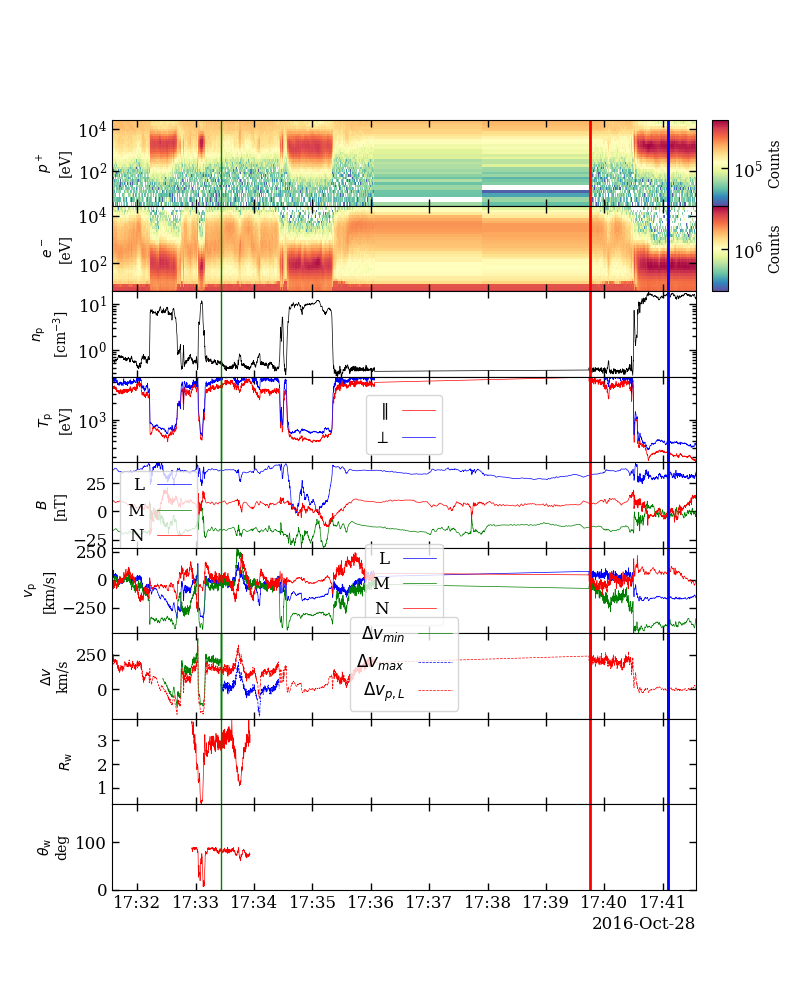 10⁴
10²
p⁺
[eV]
10⁵
Counts
10⁴
10²
e⁻
[eV]
10⁶
Counts
10¹
10⁰
nₚ
[cm⁻³]
10³
Tₚ
[eV]
∥
⊥
25
0
−25
B
[nT]
L
M
N
250
0
−250
vₚ
[km/s]
L
M
N
250
0
Δv
km/s
Δv_min
Δv_max
Δv_p,L
3
2
1
R_w
100
0
θ_w
deg
17:32 17:33 17:34 17:35 17:36 17:37 17:38 17:39 17:40 17:41
2016-Oct-28